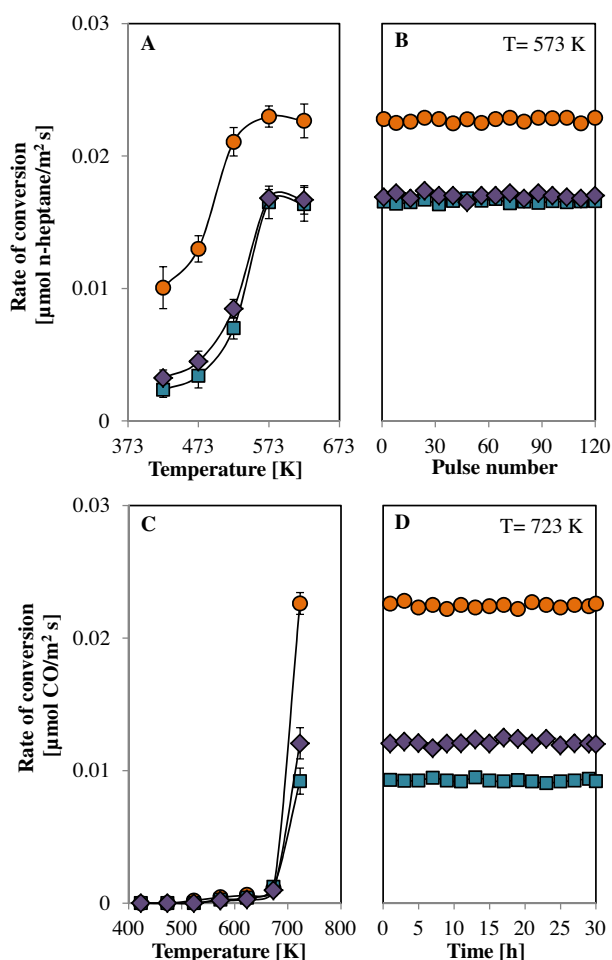 0.03
A
B
T= 573 K
0.02
Rate of conversion
[µmol n-heptane/m² s]
0.01
0
373 473 573 673
0 30 60 90 120
Temperature [K]
Pulse number
0.03
C
D
T= 723 K
0.02
Rate of conversion
[µmol CO/m² s]
0.01
0
400 500 600 700 800
0 5 10 15 20 25 30
Temperature [K]
Time [h]